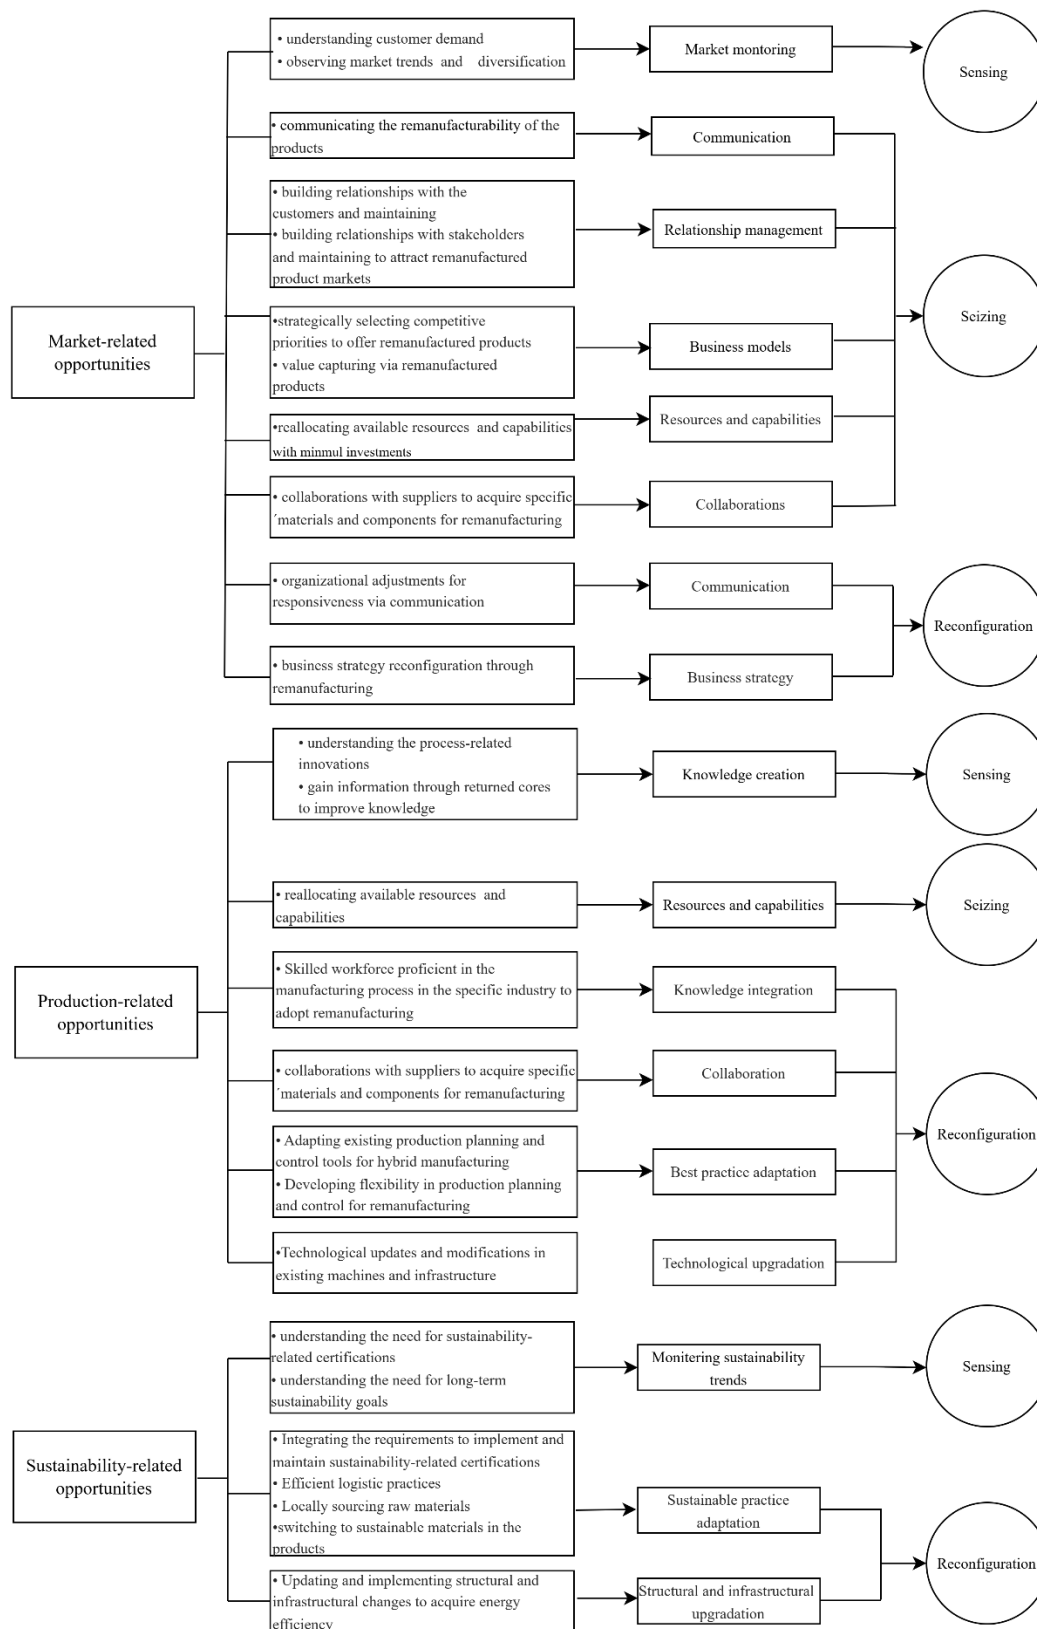 • understanding customer demand
• observing market trends and diversification
Market montoring
Sensing
• communicating the remanufacturability of the
products
Communication
• building relationships with the
customers and maintaining
• building relationships with stakeholders
and maintaining to attract remanufactured
product markets
Relationship management
Market-related
opportunities
•strategically selecting competitive
priorities to offer remanufactured products
• value capturing via remanufactured
products
Business models
Seizing
•reallocating available resources and capabilities
with minmul investments
Resources and capabilities
• collaborations with suppliers to acquire specific
´materials and components for remanufacturing
Collaborations
• organizational adjustments for
responsiveness via communication
Communication
• business strategy reconfiguration through
remanufacturing
Business strategy
Reconfiguration
• understanding the process-related
innovations
• gain information through returned cores
to improve knowledge
Knowledge creation
Sensing
• reallocating available resources and
capabilities
Resources and capabilities
Seizing
Production-related
opportunities
• Skilled workforce proficient in the
manufacturing process in the specific industry to
adopt remanufacturing
Knowledge integration
• collaborations with suppliers to acquire specific
´materials and components for remanufacturing
Collaboration
• Adapting existing production planning and
control tools for hybrid manufacturing
• Developing flexibility in production planning
and control for remanufacturing
Best practice adaptation
Reconfiguration
•Technological updates and modifications in
existing machines and infrastructure
Technological upgradation
• understanding the need for sustainability-
related certifications
• understanding the need for long-term
sustainability goals
Monitering sustainability
trends
Sensing
Sustainability-related
opportunities
• Integrating the requirements to implement and
maintain sustainability-related certifications
• Efficient logistic practices
• Locally sourcing raw materials
•switching to sustainable materials in the
products
Sustainable practice
adaptation
• Updating and implementing structural and
infrastructural changes to acquire energy
efficiency
Structural and infrastructural
upgradation
Reconfiguration